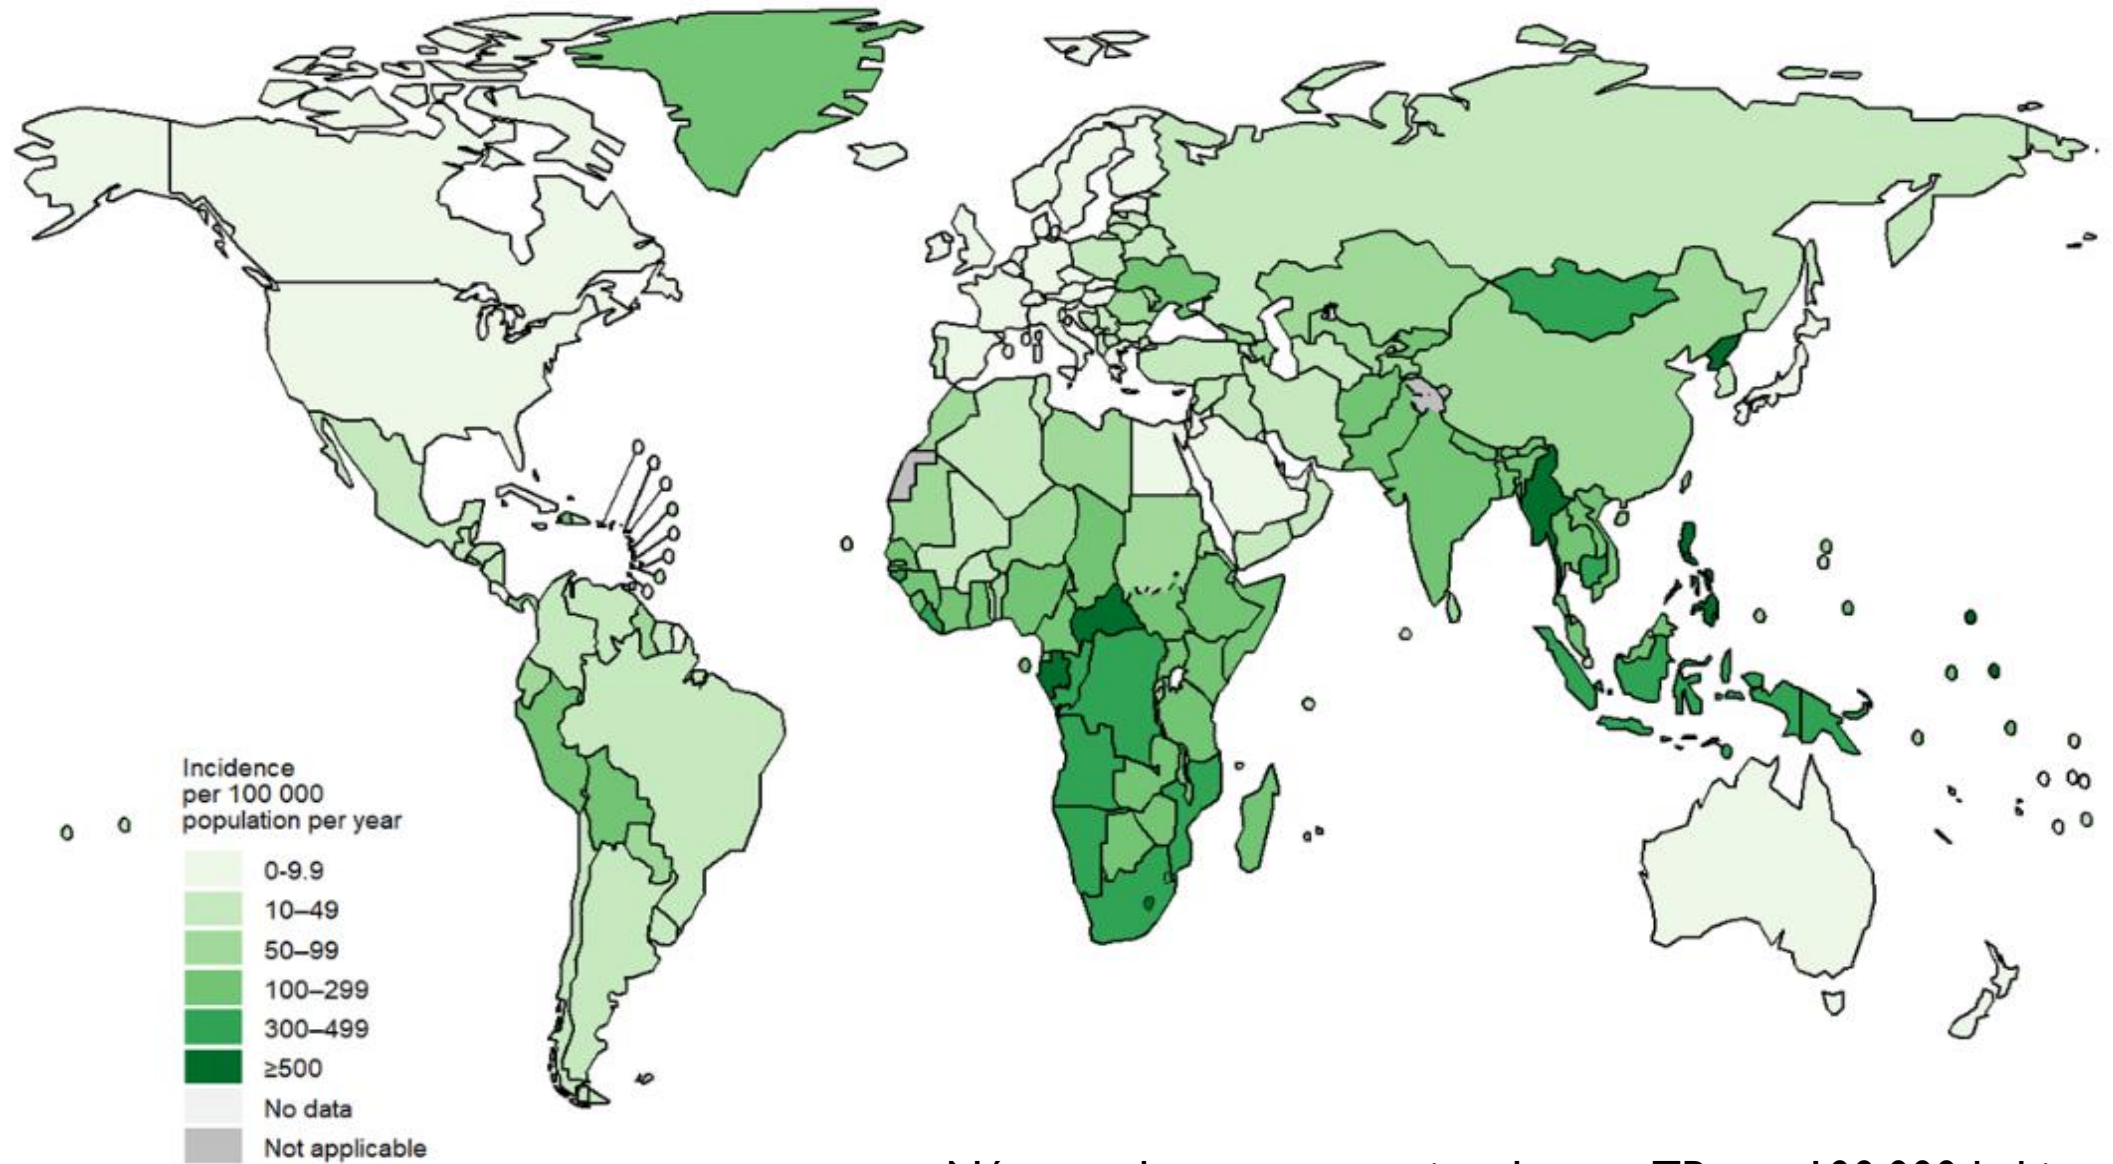 Incidence
per 100 000
population per year
0-9.9
10–49
50–99
100–299
300–499
≥500
No data
Not applicable